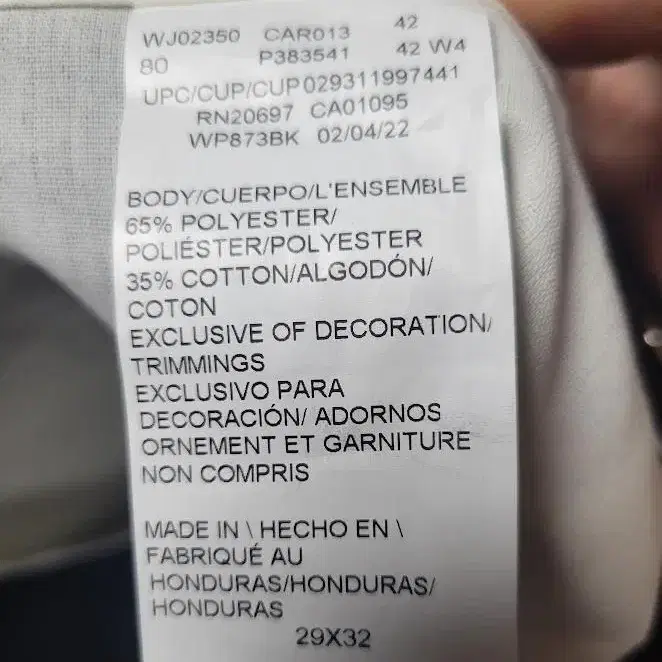 WJ02350 CAR013 42
80 P383541 42 W4
UPC/CUP/CUP 029311997441
RN20697 CA01095
WP873BK 02/04/22
BODY/CUERPO/L'ENSEMBLE
65% POLYESTER/
POLIÉSTER/POLYESTER
35% COTTON/ALGODÓN/
COTON
EXCLUSIVE OF DECORATION/
TRIMMINGS
EXCLUSIVO PARA
DECORACIÓN/ ADORNOS
ORNEMENT ET GARNITURE
NON COMPRIS
MADE IN \ HECHO EN \
FABRIQUÉ AU
HONDURAS/HONDURAS/
HONDURAS
29X32